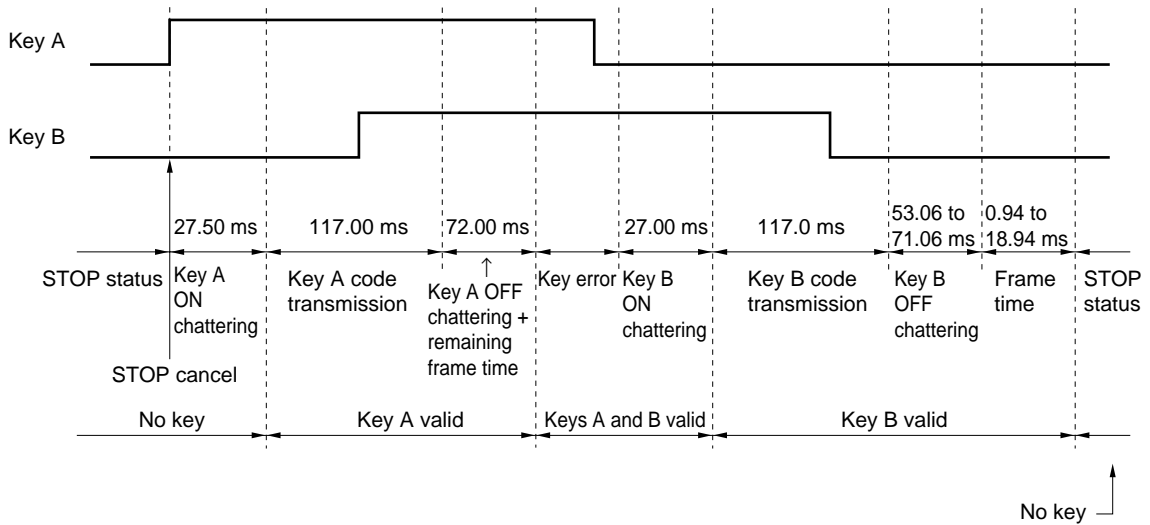 Key A
Key B
27.50 ms
117.00 ms
72.00 ms
27.00 ms
117.0 ms
53.06 to
71.06 ms
0.94 to
18.94 ms
STOP status
Key A
ON
chattering
Key A code
transmission
↑
Key A OFF
chattering +
remaining
frame time
Key error
Key B
ON
chattering
Key B code
transmission
Key B
OFF
chattering
Frame
time
STOP
status
STOP cancel
No key
Key A valid
Keys A and B valid
Key B valid
No key